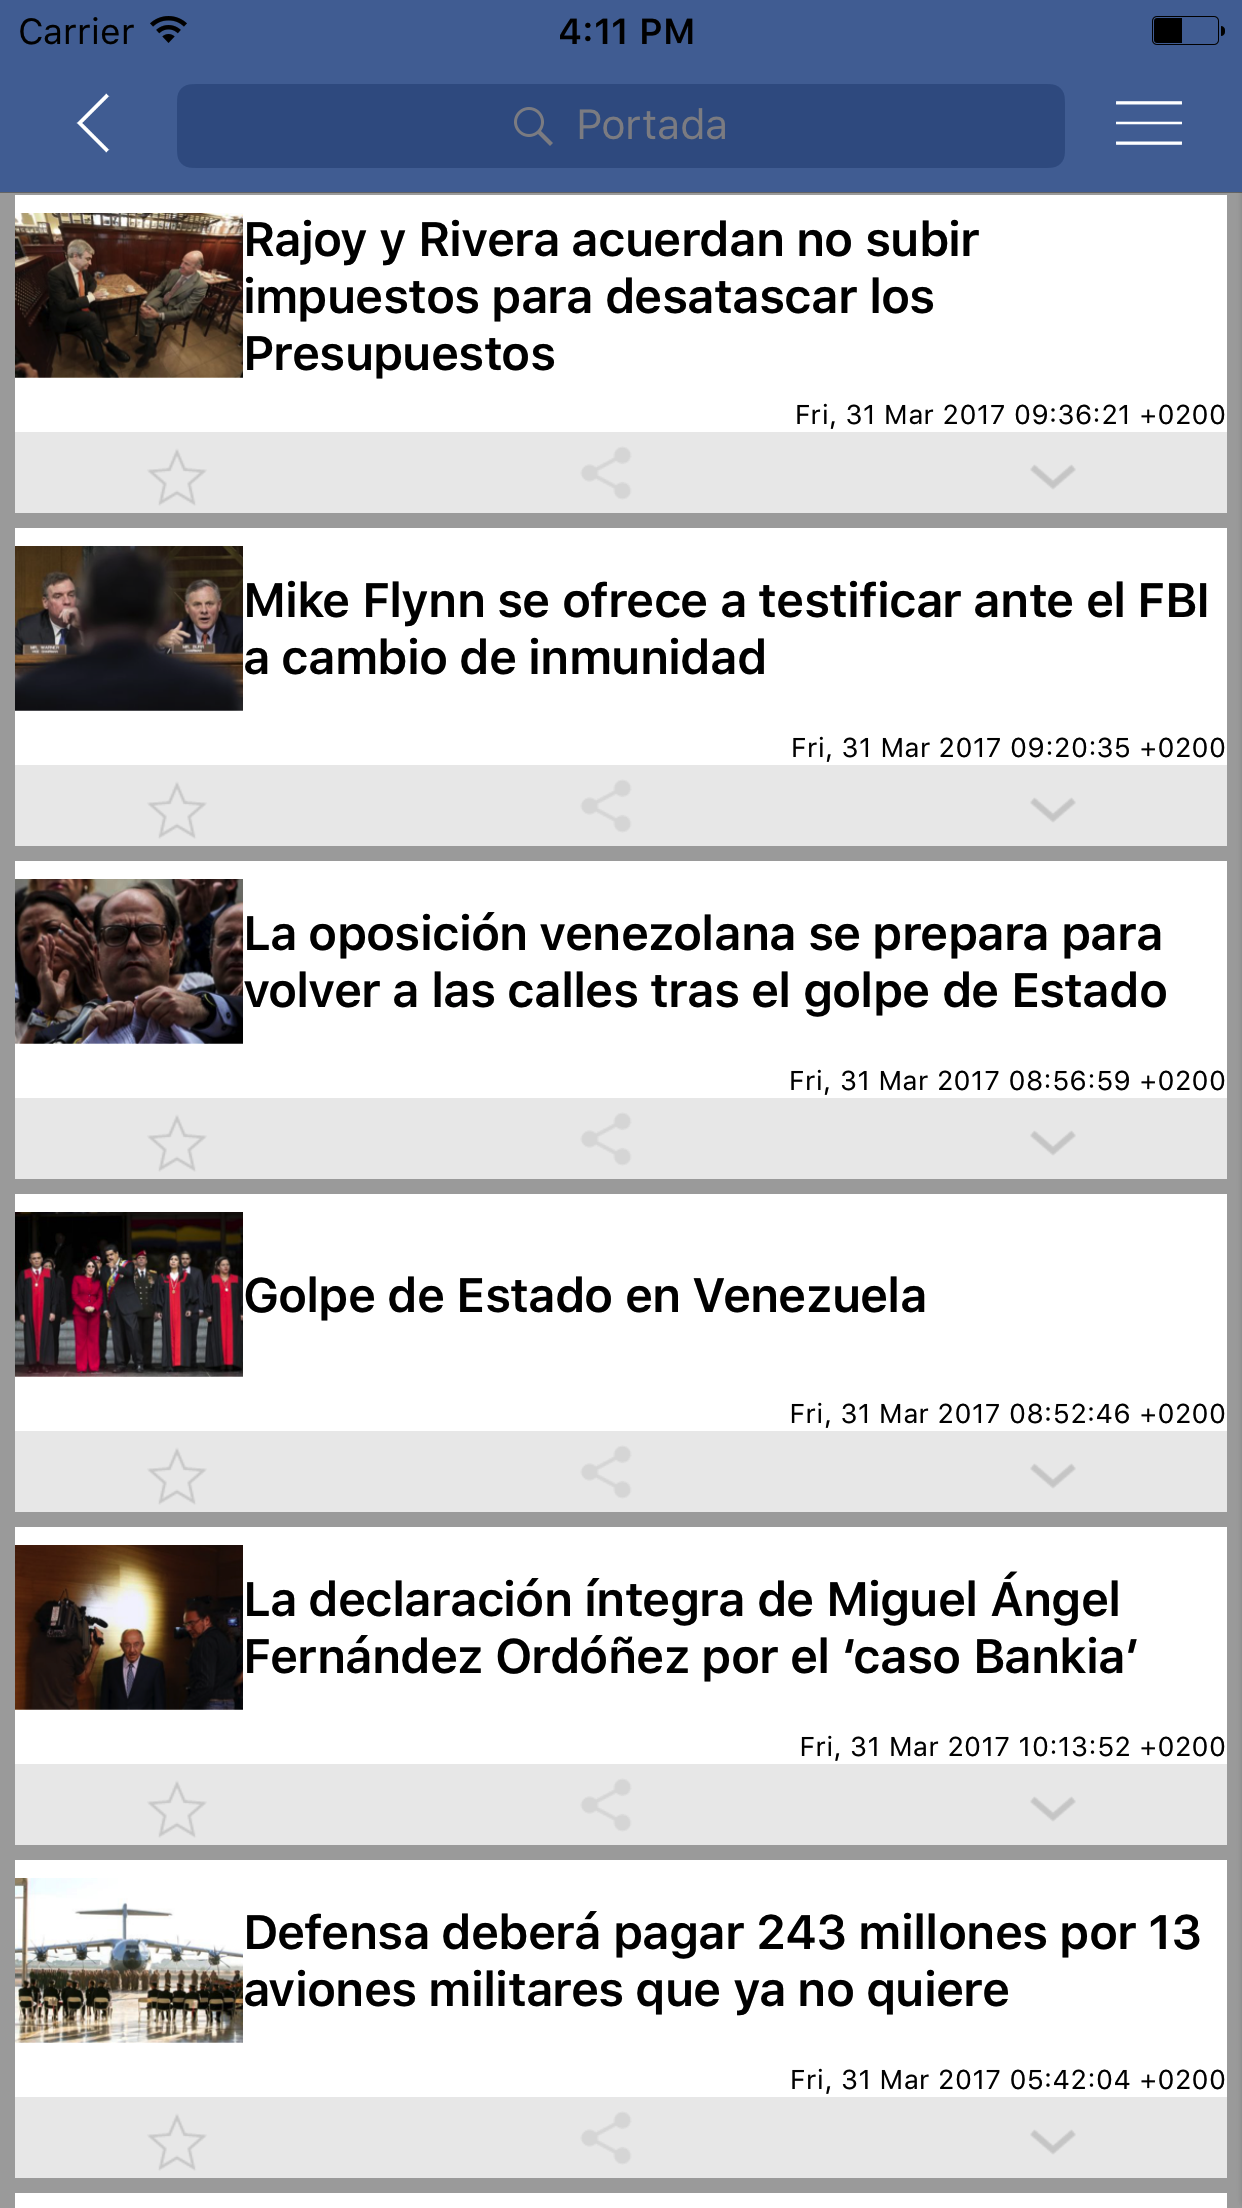 Carrier 4:11 PM
Portada
Rajoy y Rivera acuerdan no subir
impuestos para desatascar los
Presupuestos
Fri, 31 Mar 2017 09:36:21 +0200
Mike Flynn se ofrece a testificar ante el FBI
a cambio de inmunidad
Fri, 31 Mar 2017 09:20:35 +0200
La oposición venezolana se prepara para
volver a las calles tras el golpe de Estado
Fri, 31 Mar 2017 08:56:59 +0200
Golpe de Estado en Venezuela
Fri, 31 Mar 2017 08:52:46 +0200
La declaración íntegra de Miguel Ángel
Fernández Ordóñez por el ‘caso Bankia’
Fri, 31 Mar 2017 10:13:52 +0200
Defensa deberá pagar 243 millones por 13
aviones militares que ya no quiere
Fri, 31 Mar 2017 05:42:04 +0200